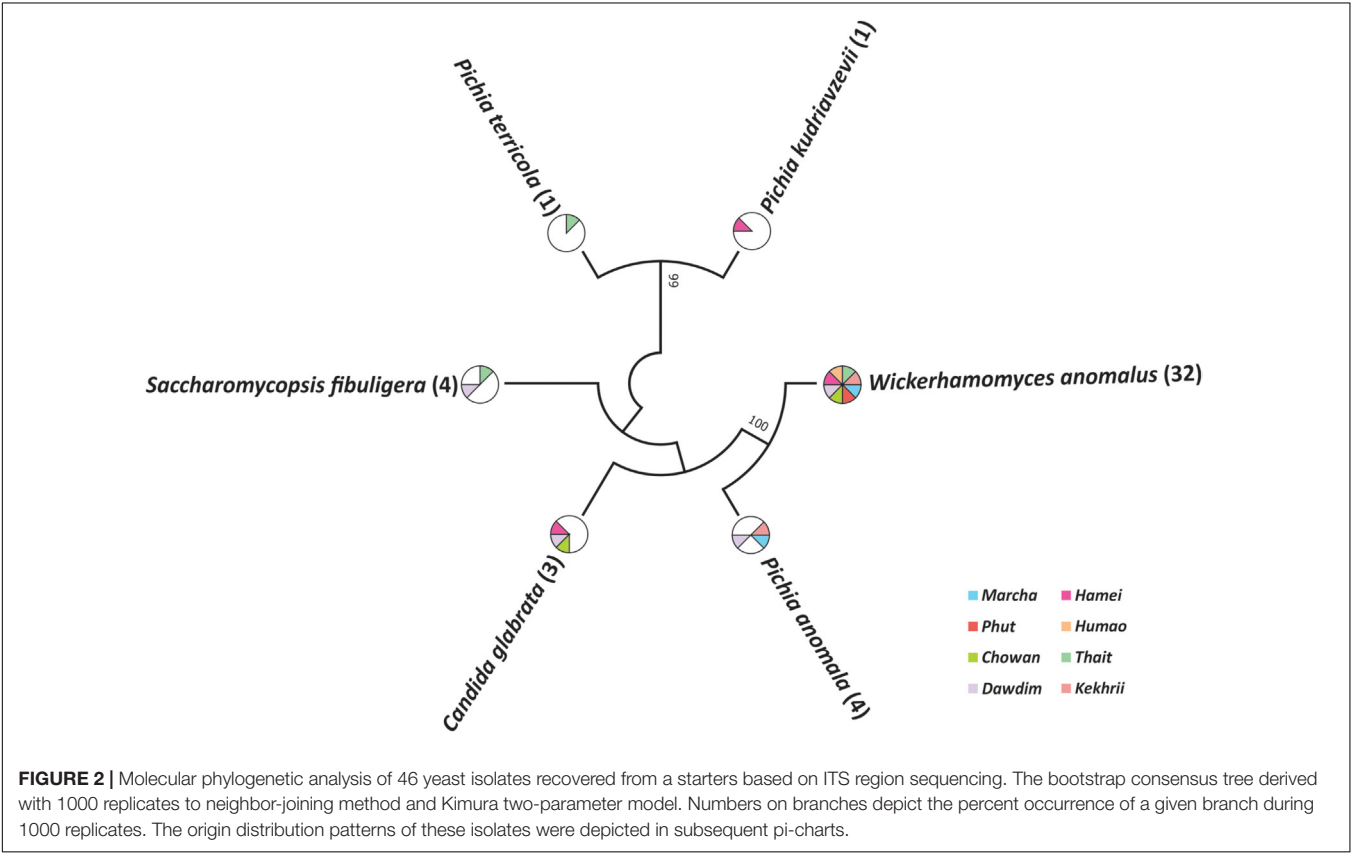 Pichia terricola (1)
Pichia kudriavzevii (1)
99
Saccharomycopsis fibuligera (4)
Wickerhamomyces anomalus (32)
100
Candida glabrata (3)
Pichia anomala (4)
Marcha
Hamei
Phut
Humao
Chowan
Thait
Dawdim
Kekhrii
FIGURE 2 | Molecular phylogenetic analysis of 46 yeast isolates recovered from a starters based on ITS region sequencing. The bootstrap consensus tree derived
with 1000 replicates to neighbor-joining method and Kimura two-parameter model. Numbers on branches depict the percent occurrence of a given branch during
1000 replicates. The origin distribution patterns of these isolates were depicted in subsequent pi-charts.